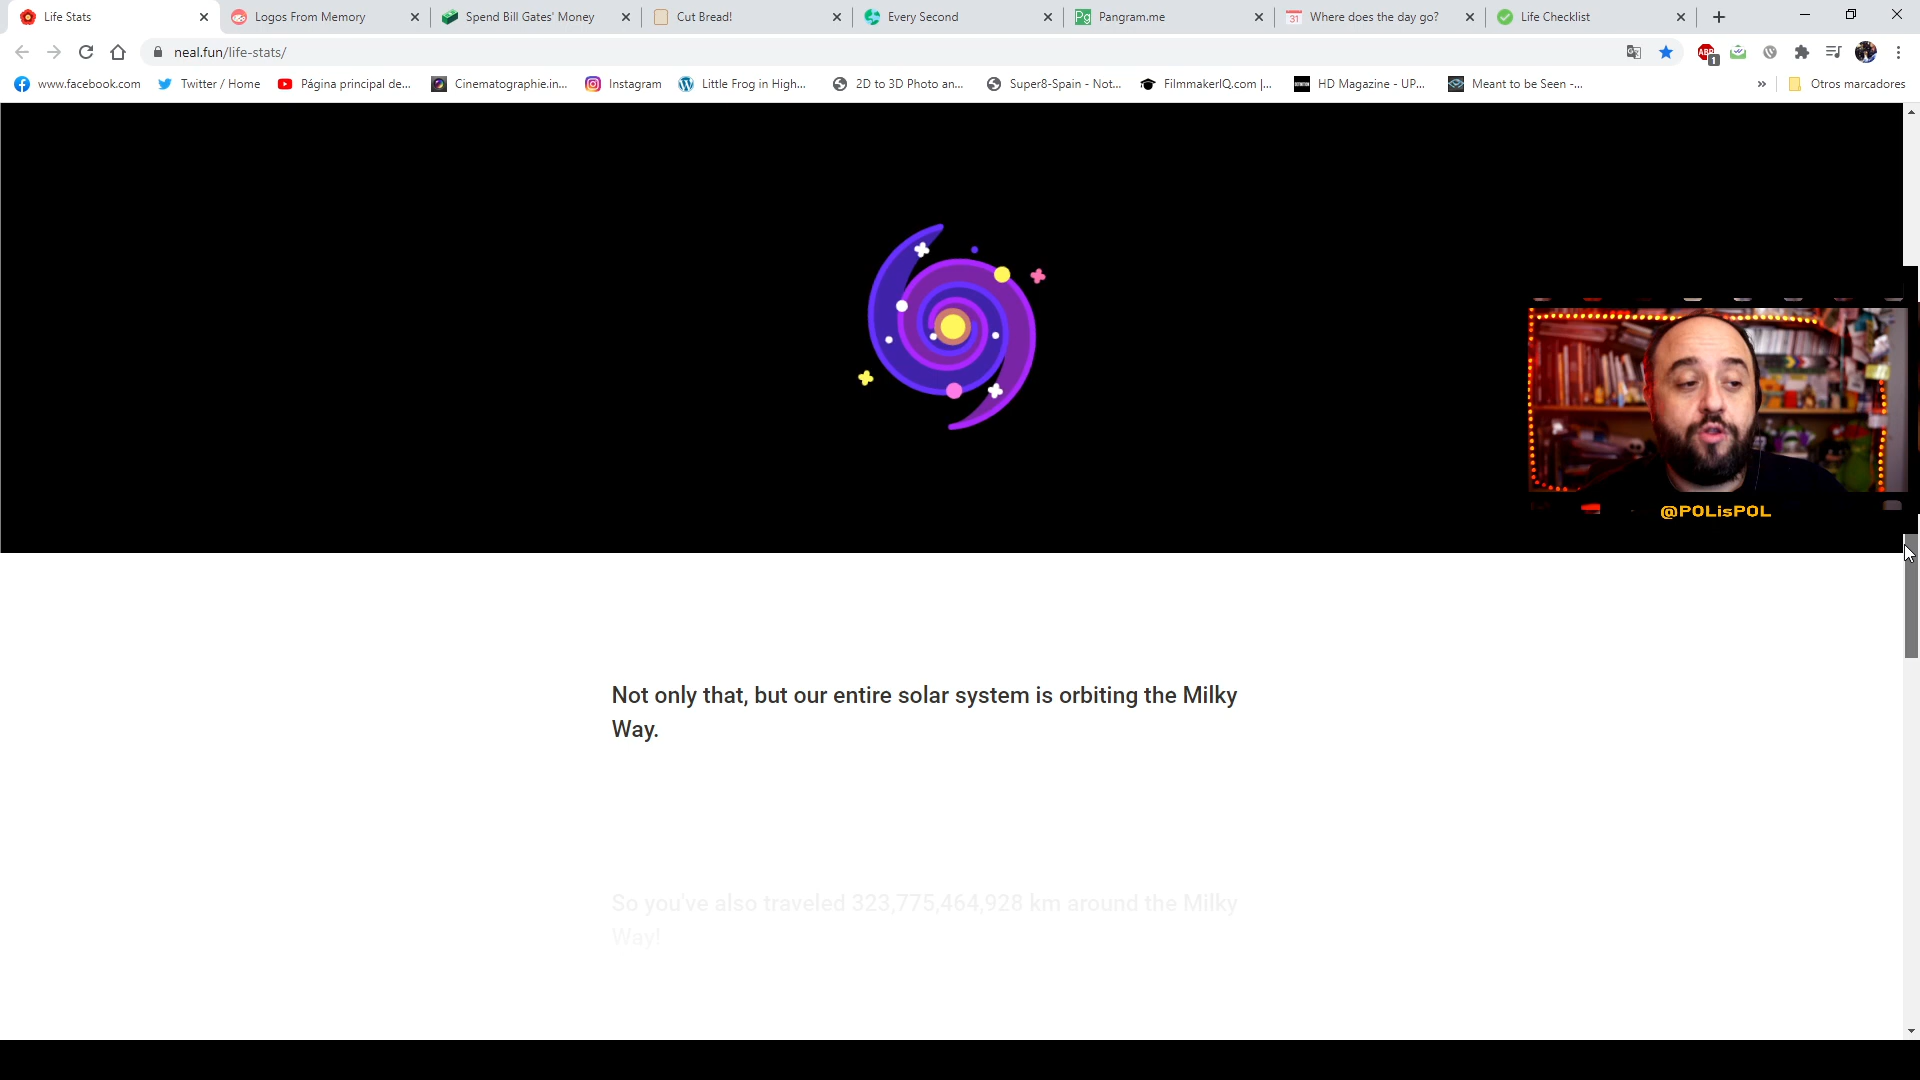 Life Stats
Logos From Memory
Spend Bill Gates' Money
Cut Bread!
Every Second
Pg Pangram.me
31 Where does the day go?
Life Checklist
neal.fun/life-stats/
ABP 1
www.facebook.com
Twitter / Home
Página principal de...
Cinematographie.in...
Instagram
Little Frog in High...
2D to 3D Photo an...
Super8-Spain - Not...
FilmmakerIQ.com |...
HD Magazine - UP...
Meant to be Seen -...
»
Otros marcadores
@POLisPOL
Not only that, but our entire solar system is orbiting the Milky
Way.
So you've also traveled 323,775,464,928 km around the Milky
Way!